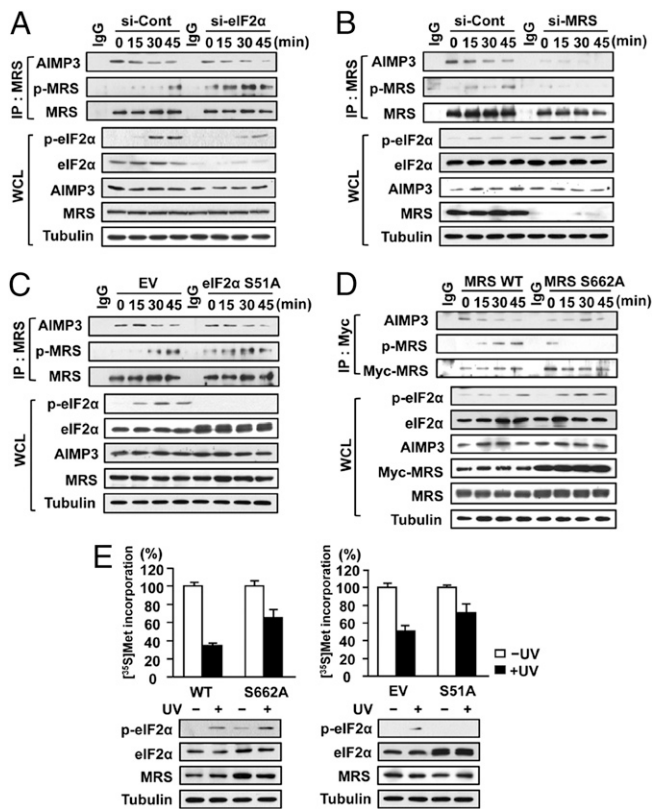 A
si-Cont si-eIF2α
IgG 0 15 30 45 IgG 0 15 30 45 (min)
IP : MRS
AIMP3
p-MRS
MRS
WCL
p-eIF2α
eIF2α
AIMP3
MRS
Tubulin
B
si-Cont si-MRS
IgG 0 15 30 45 IgG 0 15 30 45 (min)
IP : MRS
AIMP3
p-MRS
MRS
WCL
p-eIF2α
eIF2α
AIMP3
MRS
Tubulin
C
EV eIF2α S51A
IgG 0 15 30 45 IgG 0 15 30 45 (min)
IP : MRS
AIMP3
p-MRS
MRS
WCL
p-eIF2α
eIF2α
AIMP3
MRS
Tubulin
D
MRS WT MRS S662A
IgG 0 15 30 45 IgG 0 15 30 45 (min)
IP : Myc
AIMP3
p-MRS
Myc-MRS
WCL
p-eIF2α
eIF2α
AIMP3
Myc-MRS
MRS
Tubulin
E
(%)
[³⁵S]Met incorporation
100
80
60
40
20
0
WT S662A
UV − + − +
p-eIF2α
eIF2α
MRS
Tubulin
(%)
[³⁵S]Met incorporation
100
80
60
40
20
0
EV S51A
UV − + − +
p-eIF2α
eIF2α
MRS
Tubulin
−UV
+UV